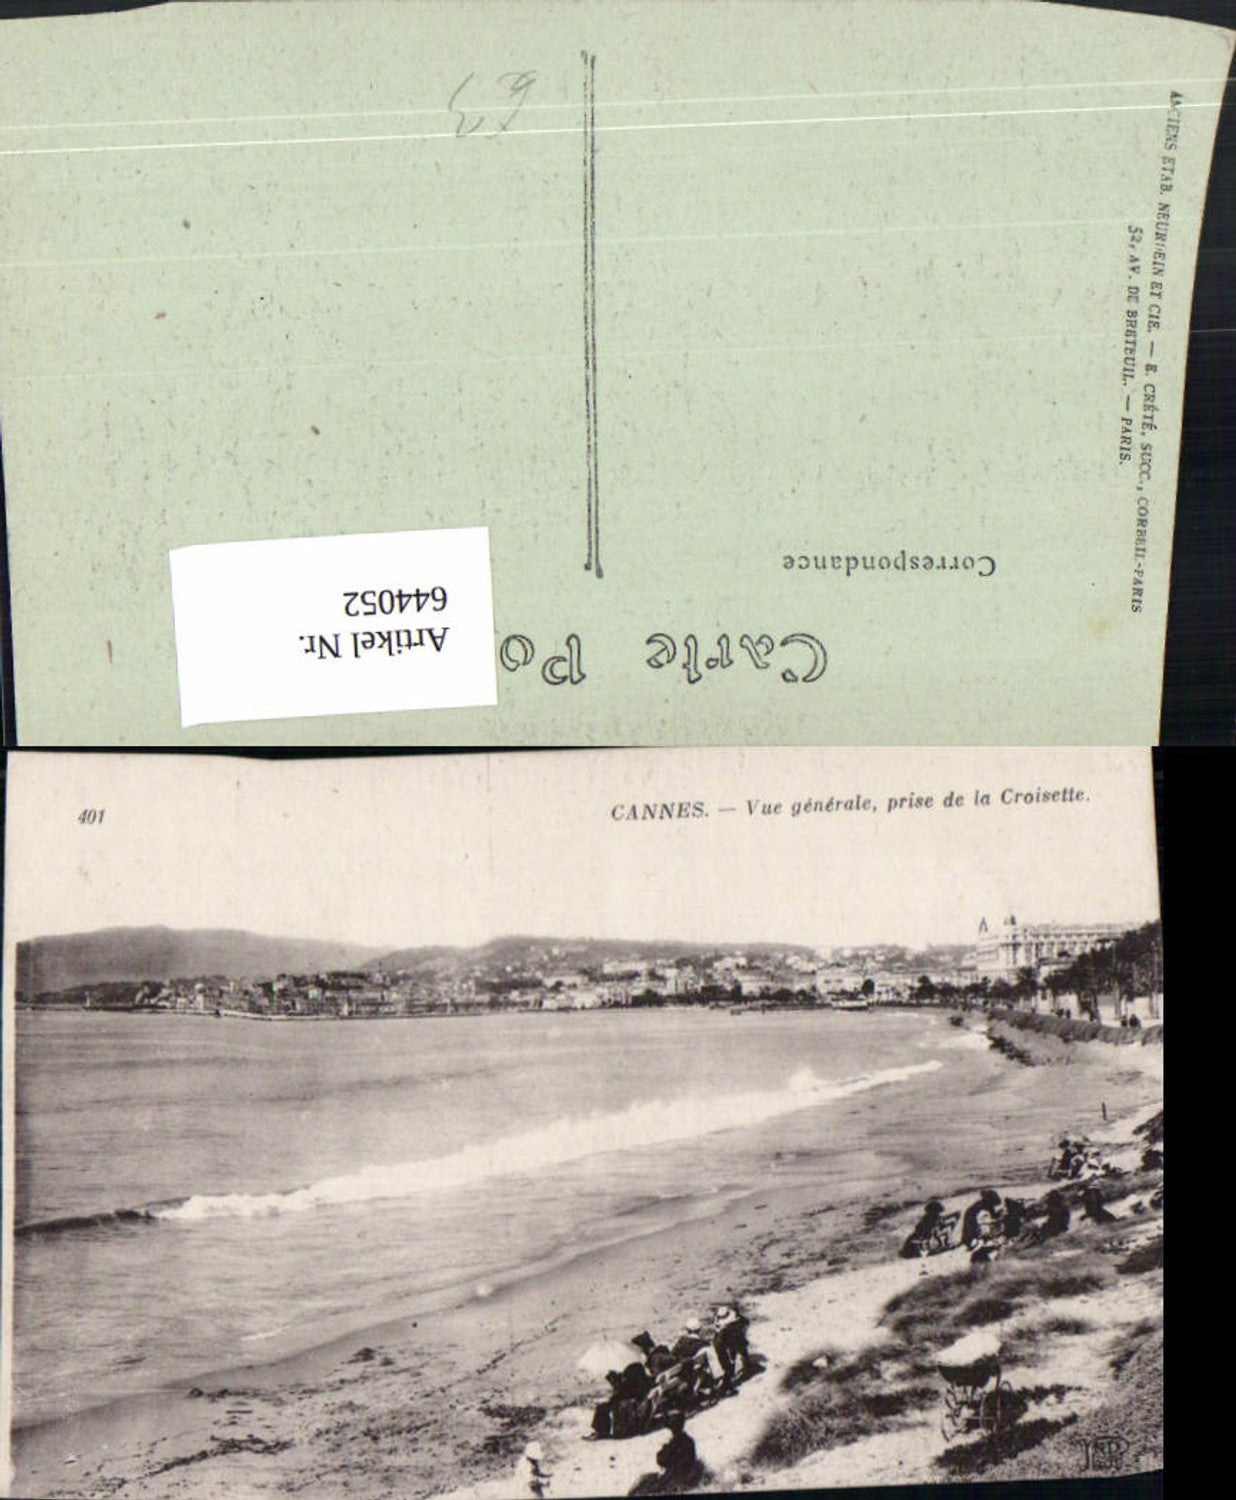 Carte Po
Correspondance
ANCIENS ETAB. NEURDEIN ET CIE. — E. CRÉTÉ, SUCC., CORBEIL-PARIS
52, AV. DE BRETEUIL. — PARIS.
Artikel Nr.
644052
401
CANNES. — Vue générale, prise de la Croisette.
ND